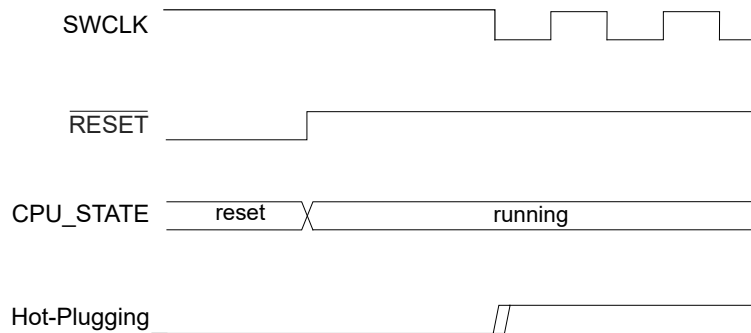 SWCLK
RESET
CPU_STATE
reset
running
Hot-Plugging